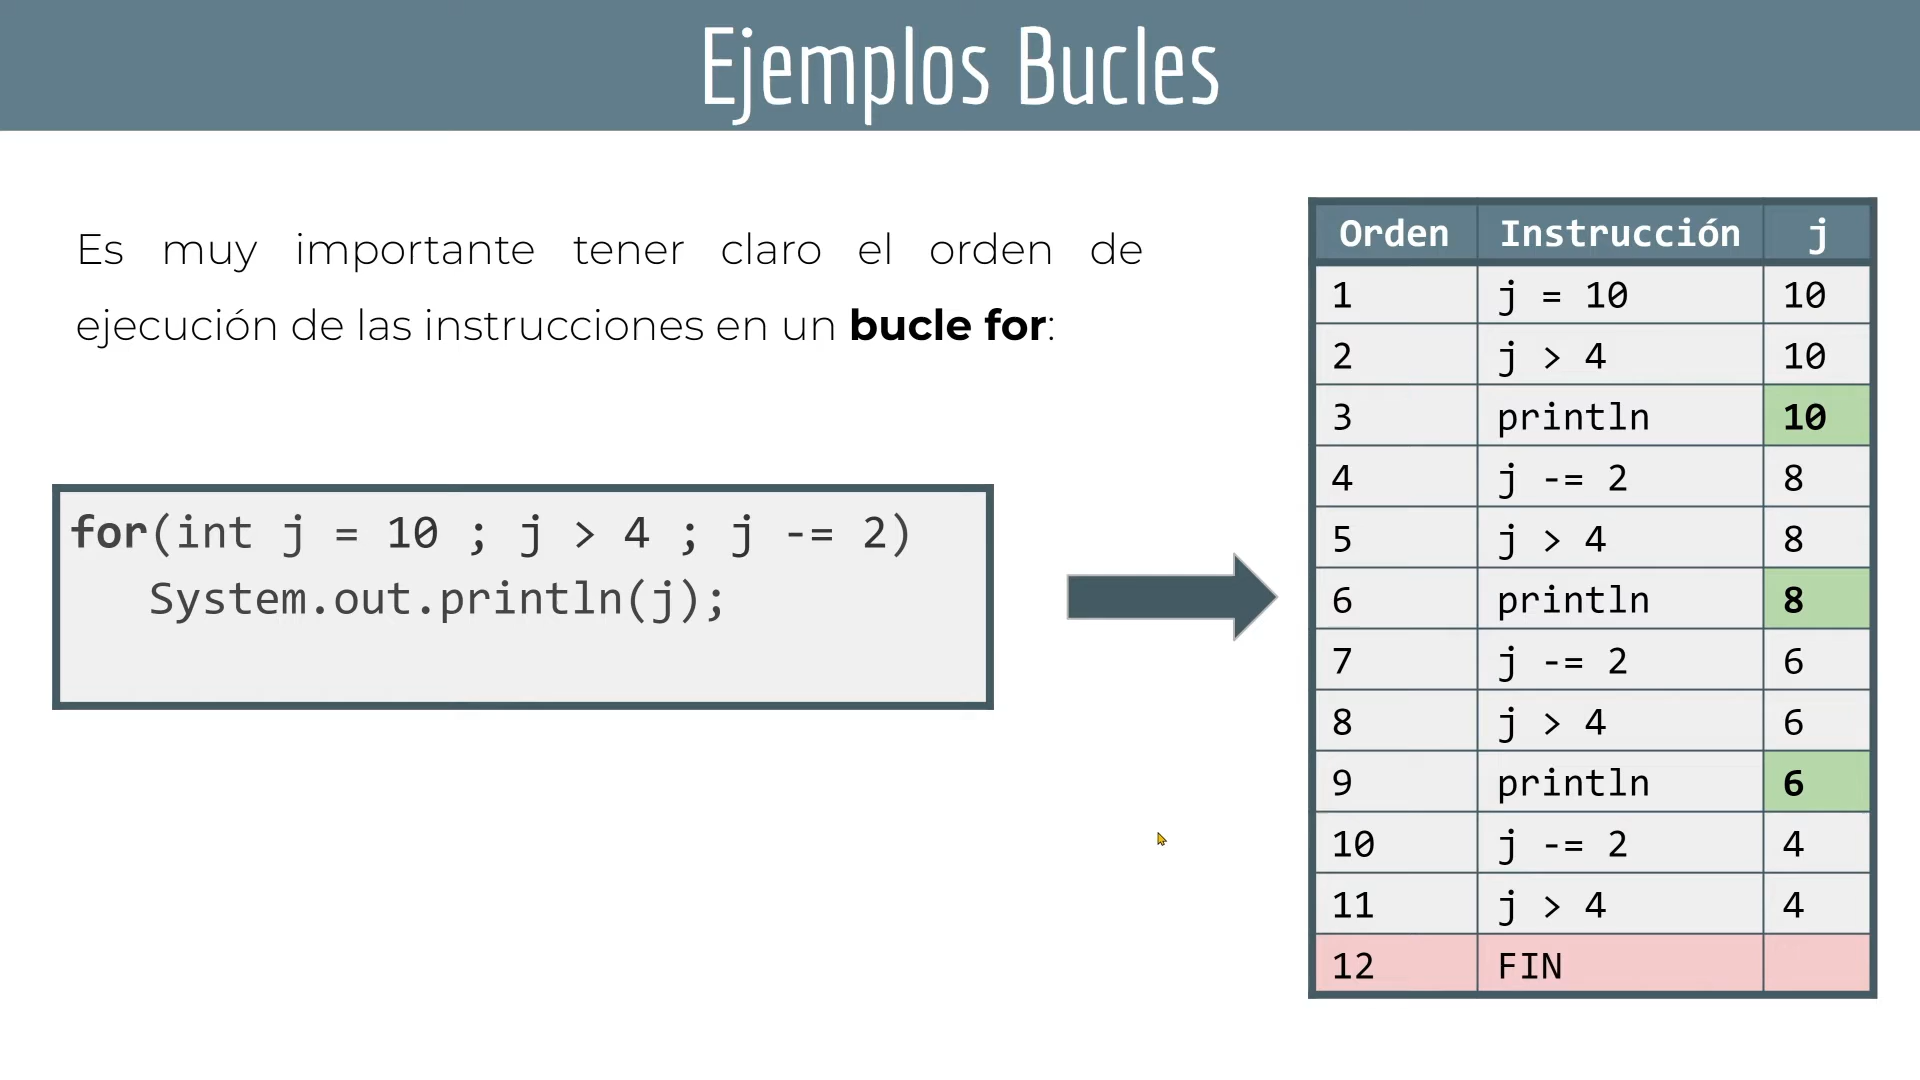 Ejemplos Bucles
Es muy importante tener claro el orden de
ejecución de las instrucciones en un bucle for:
for(int j = 10 ; j > 4 ; j -= 2)
System.out.println(j);
Orden Instrucción j
1 j = 10 10
2 j > 4 10
3 println 10
4 j -= 2 8
5 j > 4 8
6 println 8
7 j -= 2 6
8 j > 4 6
9 println 6
10 j -= 2 4
11 j > 4 4
12 FIN